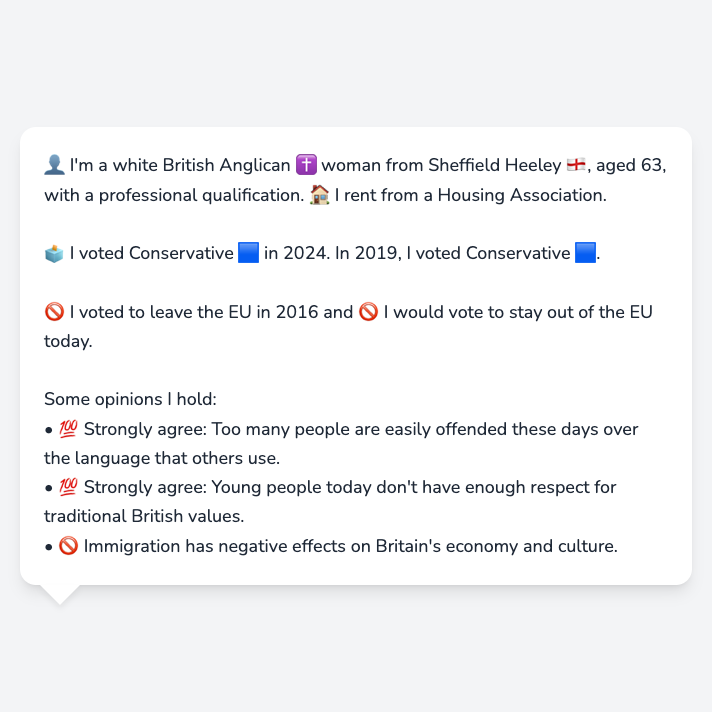 👤 I'm a white British Anglican ✝️ woman from Sheffield Heeley 🏴󠁧󠁢󠁥󠁮󠁧󠁿, aged 63,
with a professional qualification. 🏠 I rent from a Housing Association.
🗳️ I voted Conservative 🟦 in 2024. In 2019, I voted Conservative 🟦.
🚫 I voted to leave the EU in 2016 and 🚫 I would vote to stay out of the EU
today.
Some opinions I hold:
• 💯 Strongly agree: Too many people are easily offended these days over
the language that others use.
• 💯 Strongly agree: Young people today don't have enough respect for
traditional British values.
• 🚫 Immigration has negative effects on Britain's economy and culture.